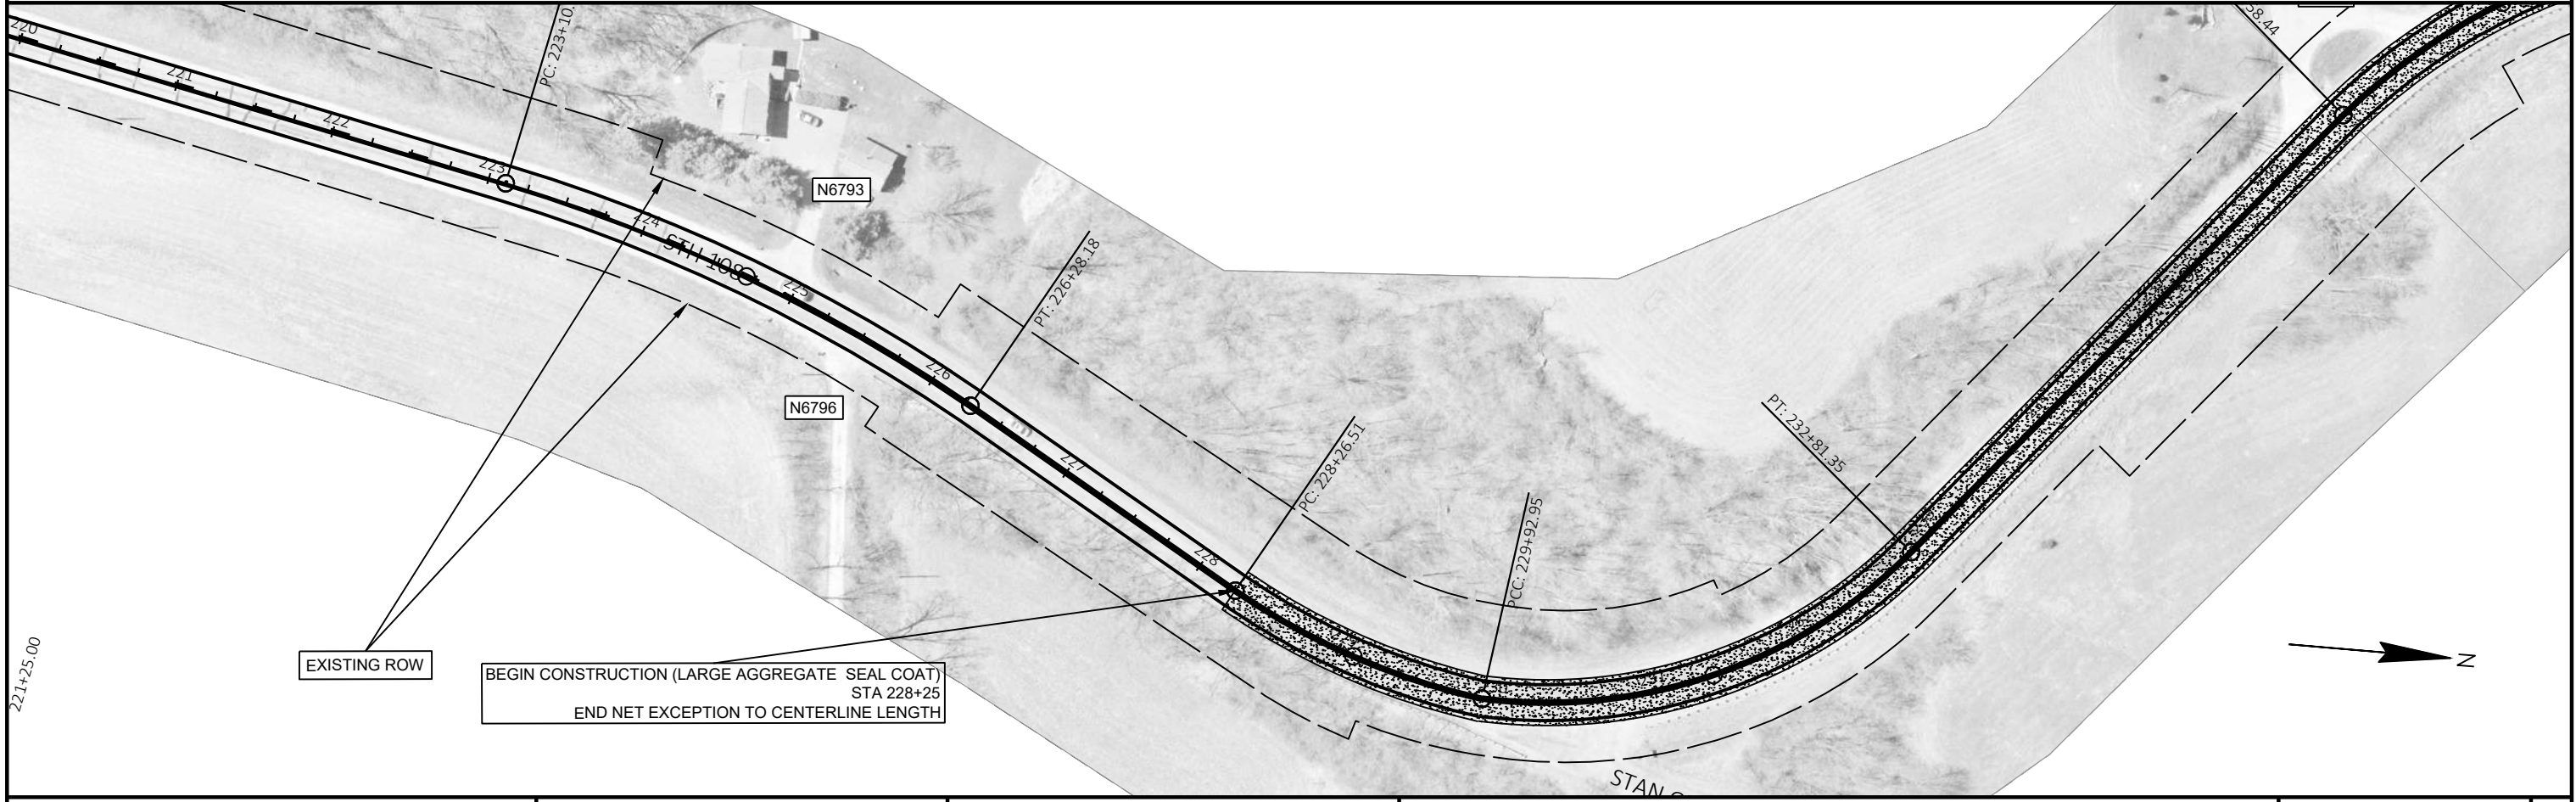 220
221
222
223
224
225
226
227
228
PC: 223+10.
58.44
N6793
STH 108
PT: 226+28.18
N6796
PC: 228+26.51
PT: 232+81.35
PCC: 229+92.95
EXISTING ROW
BEGIN CONSTRUCTION (LARGE AGGREGATE SEAL COAT)
STA 228+25
END NET EXCEPTION TO CENTERLINE LENGTH
221+25.00
STAN
N